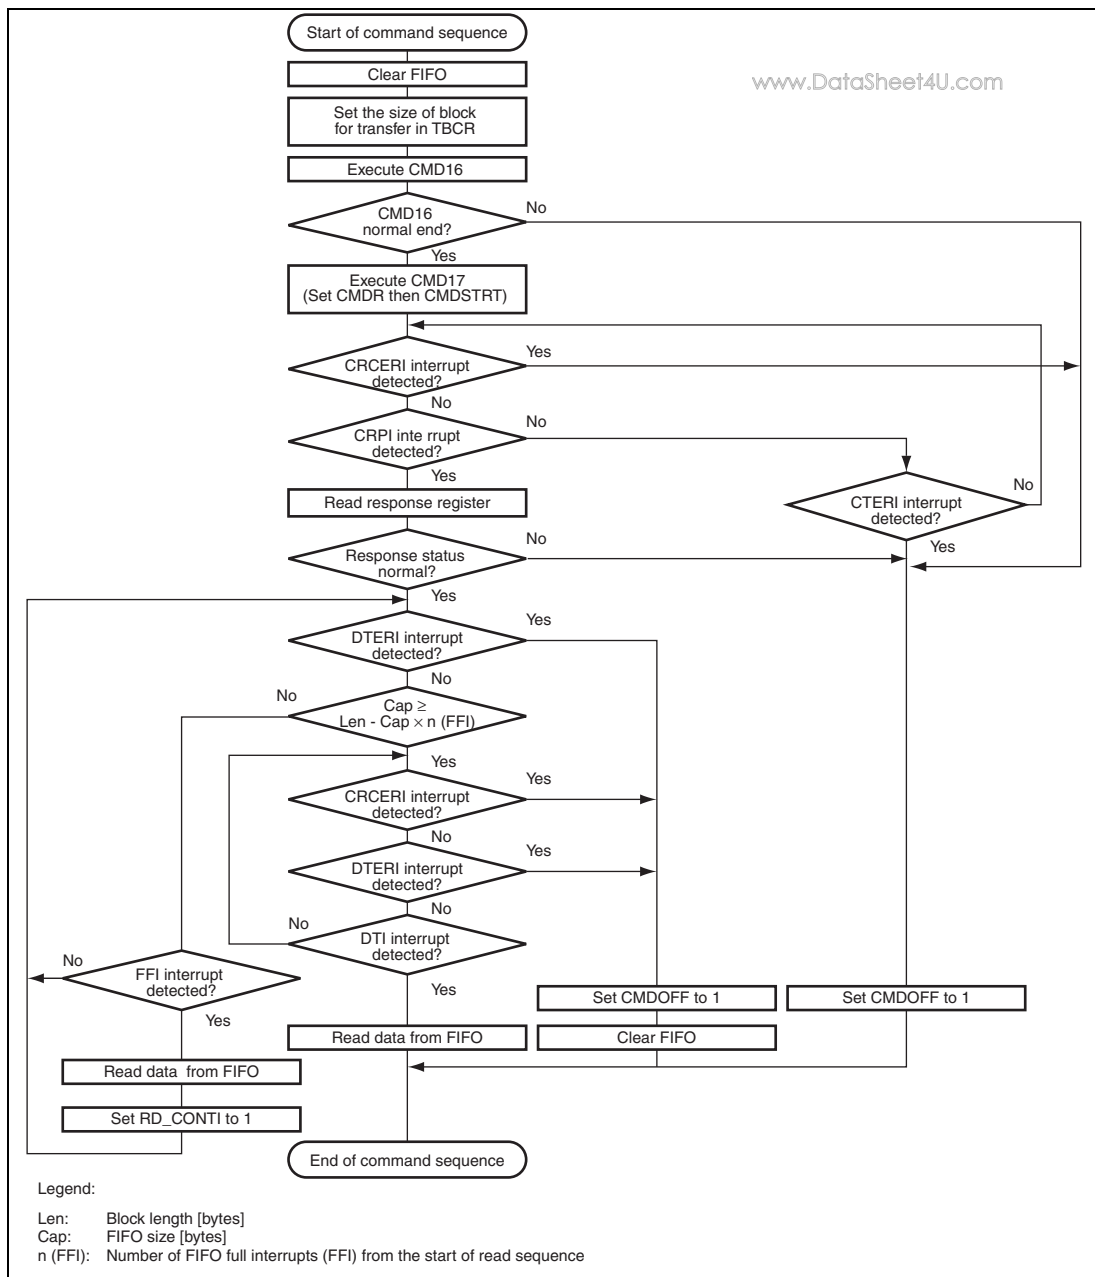 Start of command sequence
Clear FIFO
www.DataSheet4U.com
Set the size of block
for transfer in TBCR
Execute CMD16
CMD16
normal end?
No
Yes
Execute CMD17
(Set CMDR then CMDSTRT)
CRCERI interrupt
detected?
Yes
No
CRPI inte rrupt
detected?
No
Yes
Read response register
CTERI interrupt
detected?
No
Yes
Response status
normal?
No
Yes
DTERI interrupt
detected?
Yes
No
Cap ≥
Len - Cap × n (FFI)
No
Yes
CRCERI interrupt
detected?
Yes
No
DTERI interrupt
detected?
Yes
No
DTI interrupt
detected?
No
Yes
FFI interrupt
detected?
No
Yes
Set CMDOFF to 1
Set CMDOFF to 1
Read data from FIFO
Clear FIFO
Read data  from FIFO
Set RD_CONTI to 1
End of command sequence
Legend:
Len: Block length [bytes]
Cap: FIFO size [bytes]
n (FFI): Number of FIFO full interrupts (FFI) from the start of read sequence